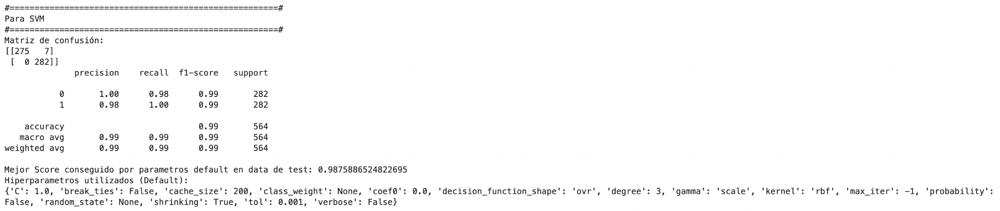 #======================================================#
Para SVM
#======================================================#
Matriz de confusión:
[[275   7]
 [  0 282]]
              precision    recall  f1-score   support

           0       1.00      0.98      0.99       282
           1       0.98      1.00      0.99       282

    accuracy                           0.99       564
   macro avg       0.99      0.99      0.99       564
weighted avg       0.99      0.99      0.99       564

Mejor Score conseguido por parametros default en data de test: 0.9875886524822695
Hiperparametros utilizados (Default):
{'C': 1.0, 'break_ties': False, 'cache_size': 200, 'class_weight': None, 'coef0': 0.0, 'decision_function_shape': 'ovr', 'degree': 3, 'gamma': 'scale', 'kernel': 'rbf', 'max_iter': -1, 'probability':
False, 'random_state': None, 'shrinking': True, 'tol': 0.001, 'verbose': False}